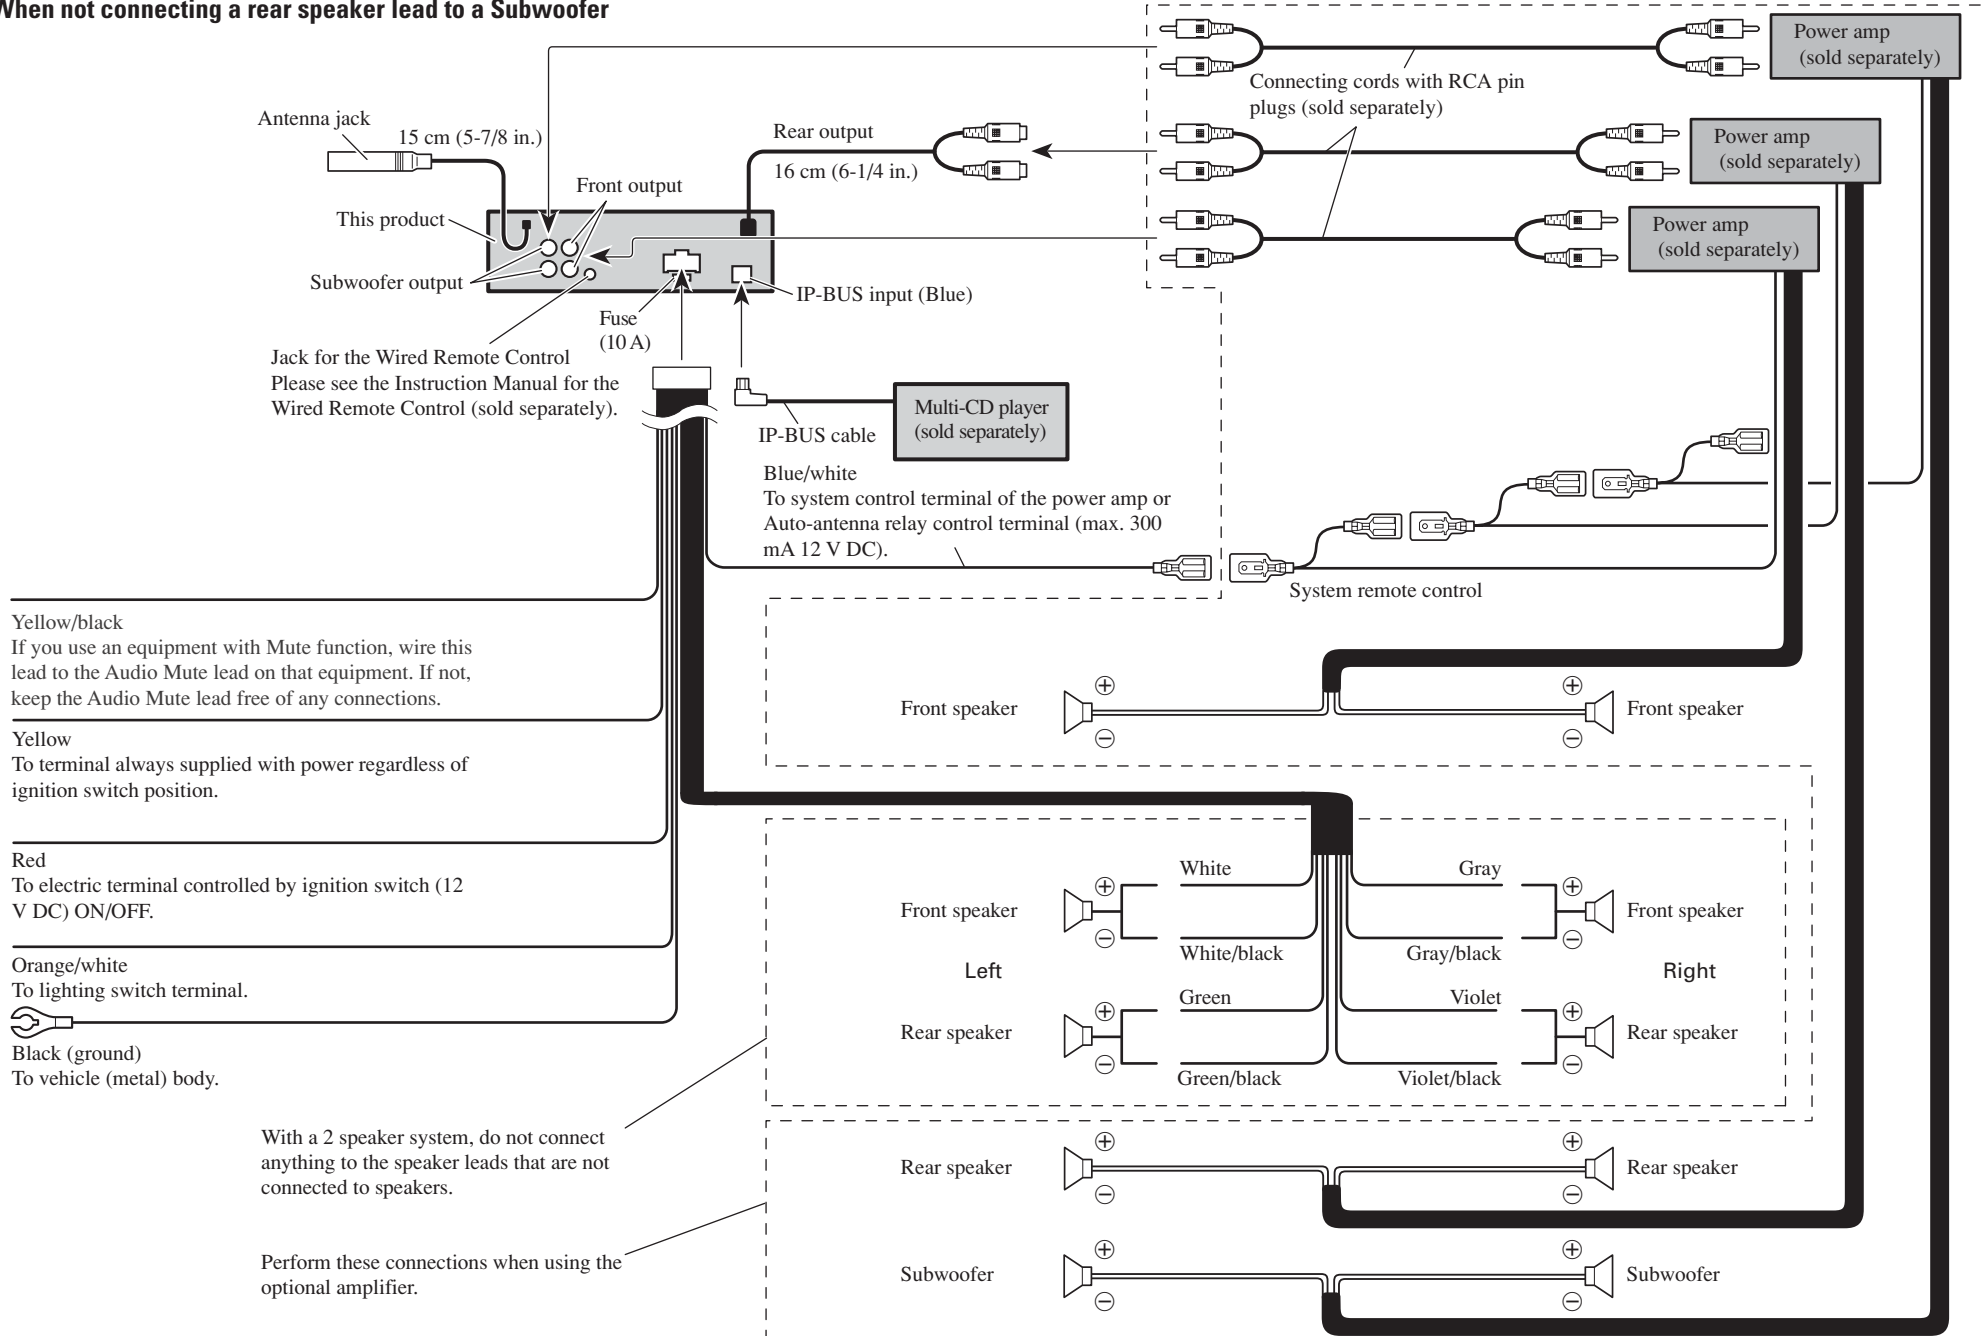 When not connecting a rear speaker lead to a Subwoofer
Power amp
(sold separately)
Connecting cords with RCA pin
plugs (sold separately)
Antenna jack
15 cm (5-7/8 in.)
Rear output
16 cm (6-1/4 in.)
Power amp
(sold separately)
Front output
This product
Power amp
(sold separately)
Subwoofer output
IP-BUS input (Blue)
Fuse
(10 A)
Jack for the Wired Remote Control
Please see the Instruction Manual for the
Wired Remote Control (sold separately).
Multi-CD player
(sold separately)
IP-BUS cable
Blue/white
To system control terminal of the power amp or
Auto-antenna relay control terminal (max. 300
mA 12 V DC).
System remote control
Yellow/black
If you use an equipment with Mute function, wire this
lead to the Audio Mute lead on that equipment. If not,
keep the Audio Mute lead free of any connections.
Front speaker
+
−
+
−
Front speaker
Yellow
To terminal always supplied with power regardless of
ignition switch position.
Red
To electric terminal controlled by ignition switch (12
V DC) ON/OFF.
White
Gray
Front speaker
+
−
+
−
Front speaker
White/black
Gray/black
Left
Right
Orange/white
To lighting switch terminal.
Green
Violet
Rear speaker
+
−
+
−
Rear speaker
Green/black
Violet/black
Black (ground)
To vehicle (metal) body.
With a 2 speaker system, do not connect
anything to the speaker leads that are not
connected to speakers.
Rear speaker
+
−
+
−
Rear speaker
Perform these connections when using the
optional amplifier.
Subwoofer
+
−
+
−
Subwoofer